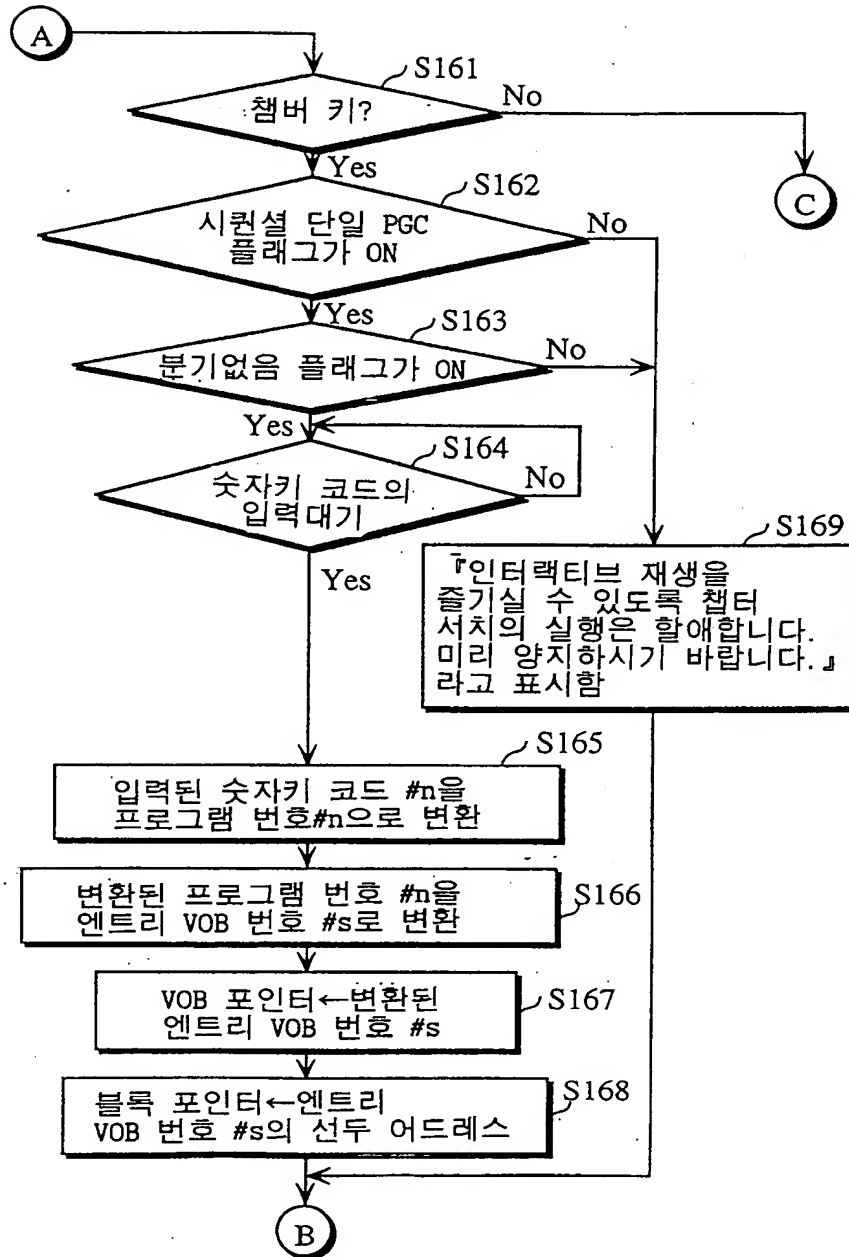 A
S161
챔버 키?
No
Yes
C
S162
시퀀셜 단일 PGC
플래그가 ON
No
Yes
S163
분기없음 플래그가 ON
No
Yes
S164
숫자키 코드의
입력대기
No
Yes
S169
『인터랙티브 재생을
즐기실 수 있도록 챕터
서치의 실행은 할애합니다.
미리 양지하시기 바랍니다.』
라고 표시함
S165
입력된 숫자키 코드 #n을
프로그램 번호#n으로 변환
변환된 프로그램 번호 #n을
엔트리 VOB 번호 #s로 변환
S166
VOB 포인터←변환된
엔트리 VOB 번호 #s
S167
블록 포인터←엔트리
VOB 번호 #s의 선두 어드레스
S168
B